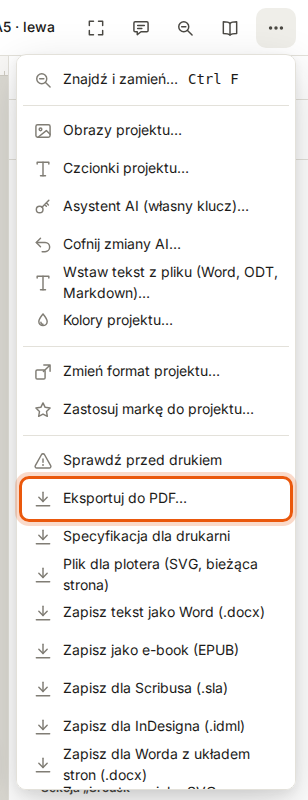 A5 · lewa
Znajdź i zamień... Ctrl F
Obrazy projektu...
Czcionki projektu...
Asystent AI (własny klucz)...
Cofnij zmiany AI...
Wstaw tekst z pliku (Word, ODT,
Markdown)...
Kolory projektu...
Zmień format projektu...
Zastosuj markę do projektu...
Sprawdź przed drukiem
Eksportuj do PDF...
Specyfikacja dla drukarni
Plik dla plotera (SVG, bieżąca
strona)
Zapisz tekst jako Word (.docx)
Zapisz jako e-book (EPUB)
Zapisz dla Scribusa (.sla)
Zapisz dla InDesigna (.idml)
Zapisz dla Worda z układem
stron (.docx)